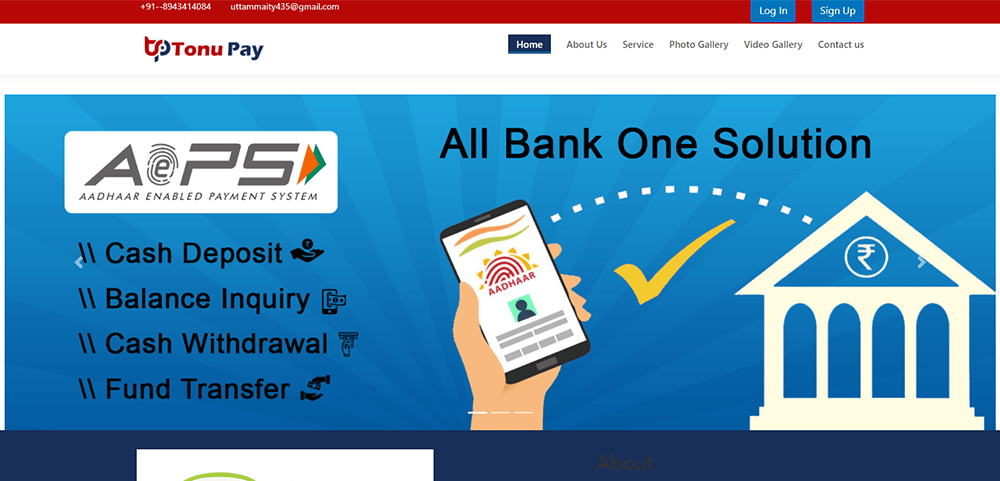 +91--8943414084 uttammaity435@gmail.com Log In Sign Up
Tonu Pay
Home About Us Service Photo Gallery Video Gallery Contact us
All Bank One Solution
AePS
AADHAAR ENABLED PAYMENT SYSTEM
\\ Cash Deposit
\\ Balance Inquiry
\\ Cash Withdrawal
\\ Fund Transfer
AADHAAR
₹
About